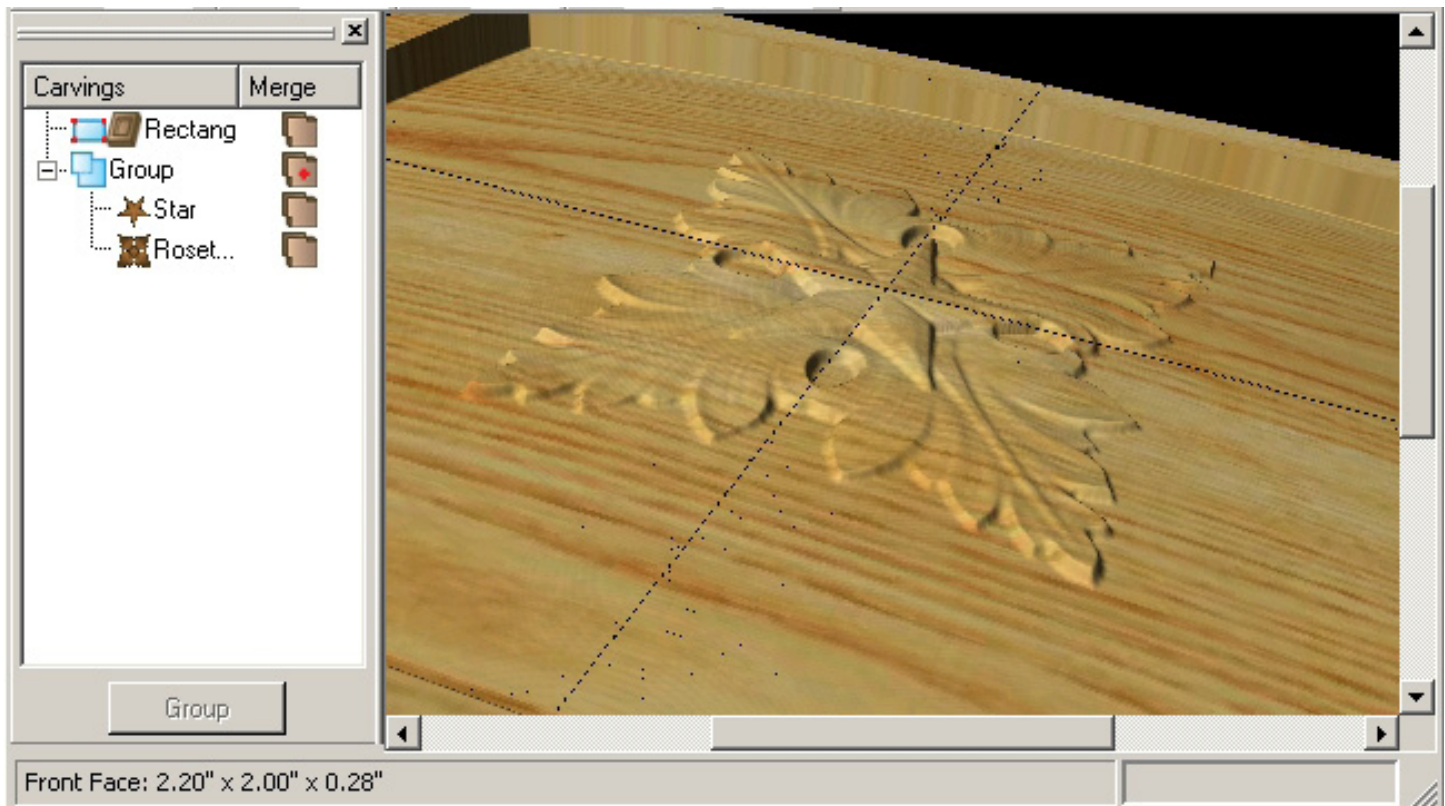 Carvings Merge
Rectang
Group
Star
Roset...
Group
Front Face: 2.20" x 2.00" x 0.28"